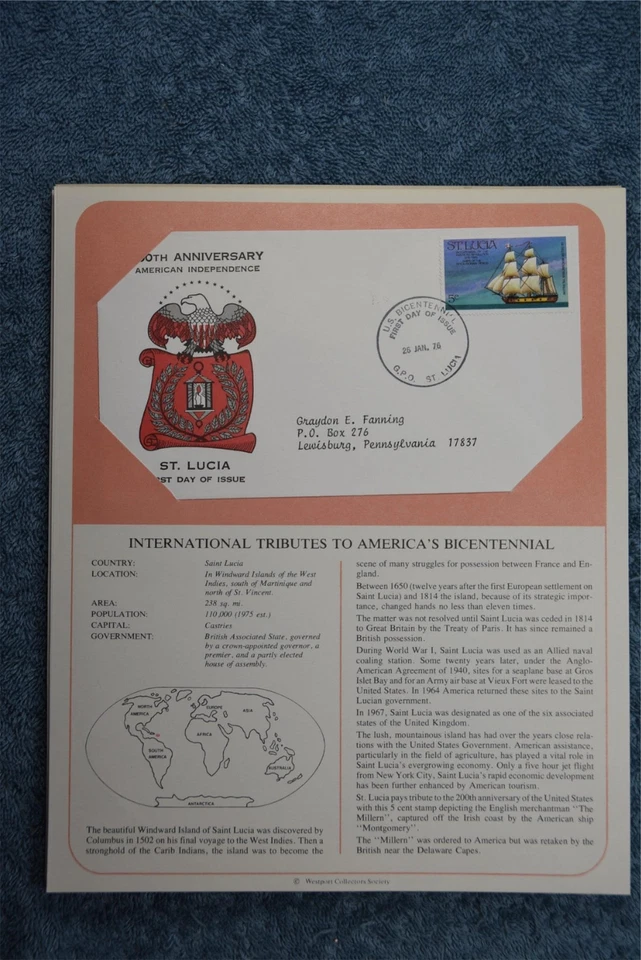 00TH ANNIVERSARY
AMERICAN INDEPENDENCE
ST. LUCIA
U.S. BICENTENNIAL
FIRST DAY OF ISSUE
26 JAN. 76
G.P.O. ST. LUCIA
Graydon E. Fanning
P.O. Box 276
Lewisburg, Pennsylvania 17837
ST. LUCIA
ST DAY OF ISSUE
INTERNATIONAL TRIBUTES TO AMERICA'S BICENTENNIAL
COUNTRY: Saint Lucia
LOCATION: In Windward Islands of the West
Indies, south of Martinique and
north of St. Vincent.
AREA: 238 sq. mi.
POPULATION: 110,000 (1975 est.)
CAPITAL: Castries
GOVERNMENT: British Associated State, governed
by a crown-appointed governor, a
premier, and a partly elected
house of assembly.
NORTH
AMERICA
EUROPE
ASIA
AFRICA
SOUTH
AMERICA
AUSTRALIA
ANTARCTICA
The beautiful Windward Island of Saint Lucia was discovered by
Columbus in 1502 on his final voyage to the West Indies. Then a
stronghold of the Carib Indians, the island was to become the
scene of many struggles for possession between France and En-
gland.
Between 1650 (twelve years after the first European settlement on
Saint Lucia) and 1814 the island, because of its strategic impor-
tance, changed hands no less than eleven times.
The matter was not resolved until Saint Lucia was ceded in 1814
to Great Britain by the Treaty of Paris. It has since remained a
British possession.
During World War I, Saint Lucia was used as an Allied naval
coaling station. Some twenty years later, under the Anglo-
American Agreement of 1940, sites for a seaplane base at Gros
Islet Bay and for an Army air base at Vieux Fort were leased to the
United States. In 1964 America returned these sites to the Saint
Lucian government.
In 1967, Saint Lucia was designated as one of the six associated
states of the United Kingdom.
The lush, mountainous island has had over the years close rela-
tions with the United States Government. American assistance,
particularly in the field of agriculture, has played a vital role in
Saint Lucia's evergrowing economy. Only a five hour jet flight
from New York City, Saint Lucia's rapid economic development
has been further enhanced by American tourism.
St. Lucia pays tribute to the 200th anniversary of the United States
with this 5 cent stamp depicting the English merchantman "The
Millern", captured off the Irish coast by the American ship
"Montgomery".
The "Millern" was ordered to America but was retaken by the
British near the Delaware Capes.
© Westport Collectors Society